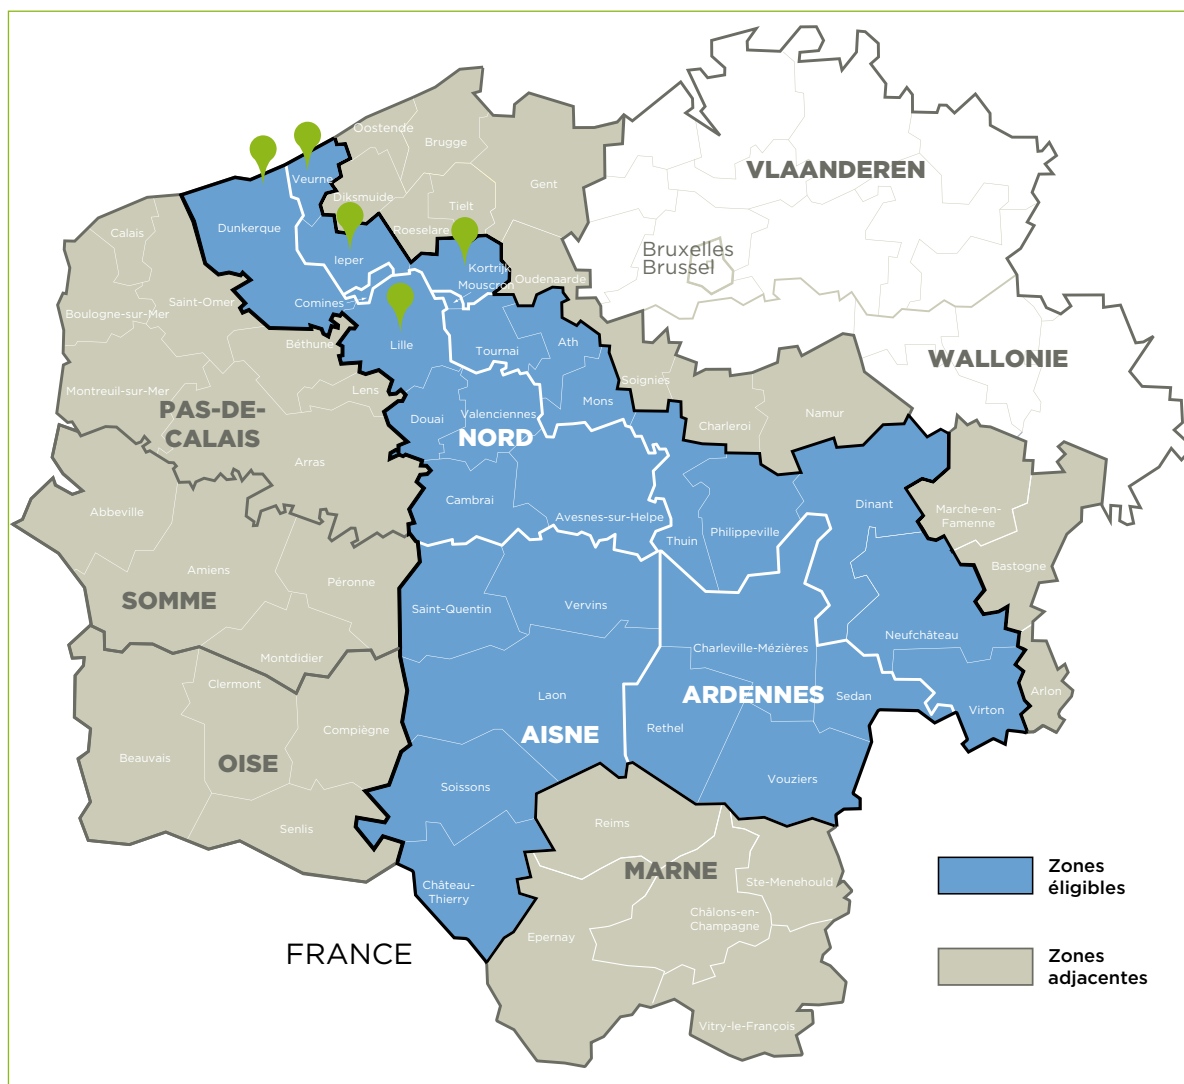 Oostende
Brugge
VLAANDEREN
Veurne
Gent
Diksmuide
Tielt
Dunkerque
Roeselare
Calais
Bruxelles
Brussel
Ieper
Kortrijk
Mouscron
Oudenaarde
Saint-Omer
Comines
Boulogne-sur-Mer
Béthune
Lille
Tournai
Ath
WALLONIE
Soignies
Montreuil-sur-Mer
Lens
Mons
PAS-DE-
CALAIS
Douai
Valenciennes
NORD
Charleroi
Namur
Arras
Cambrai
Dinant
Abbeville
Avesnes-sur-Helpe
Marche-en-
Famenne
Thuin
Philippeville
Bastogne
Amiens
Péronne
SOMME
Saint-Quentin
Vervins
Neufchâteau
Charleville-Mézières
Montdidier
Clermont
Laon
ARDENNES
Sedan
Arlon
Virton
Compiègne
Rethel
AISNE
Beauvais
OISE
Soissons
Vouziers
Senlis
Reims
MARNE
Zones
éligibles
Château-
Thierry
Ste-Menehould
Châlons-en-
Champagne
Epernay
FRANCE
Zones
adjacentes
Vitry-le-François